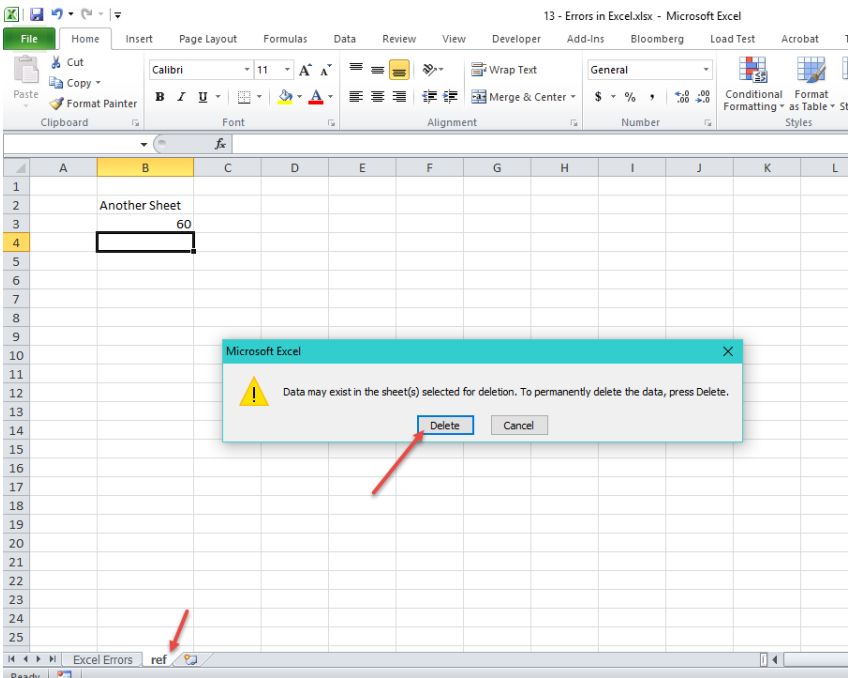 13 - Errors in Excel.xlsx - Microsoft Excel
File Home Insert Page Layout Formulas Data Review View Developer Add-Ins Bloomberg Load Test Acrobat
Cut
Copy
Format Painter
Paste
Clipboard
Calibri 11 A A
B I U A
Font
Wrap Text
Merge & Center
Alignment
General
$ % , .00 .00
Number
Conditional Formatting
Format as Table
Styles
fx
A B C D E F G H I J K L
1
2 Another Sheet
3 60
4
5
6
7
8
9
10
11
12
13
14
15
16
17
18
19
20
21
22
23
24
25
Microsoft Excel
Data may exist in the sheet(s) selected for deletion. To permanently delete the data, press Delete.
Delete Cancel
Excel Errors ref
Ready